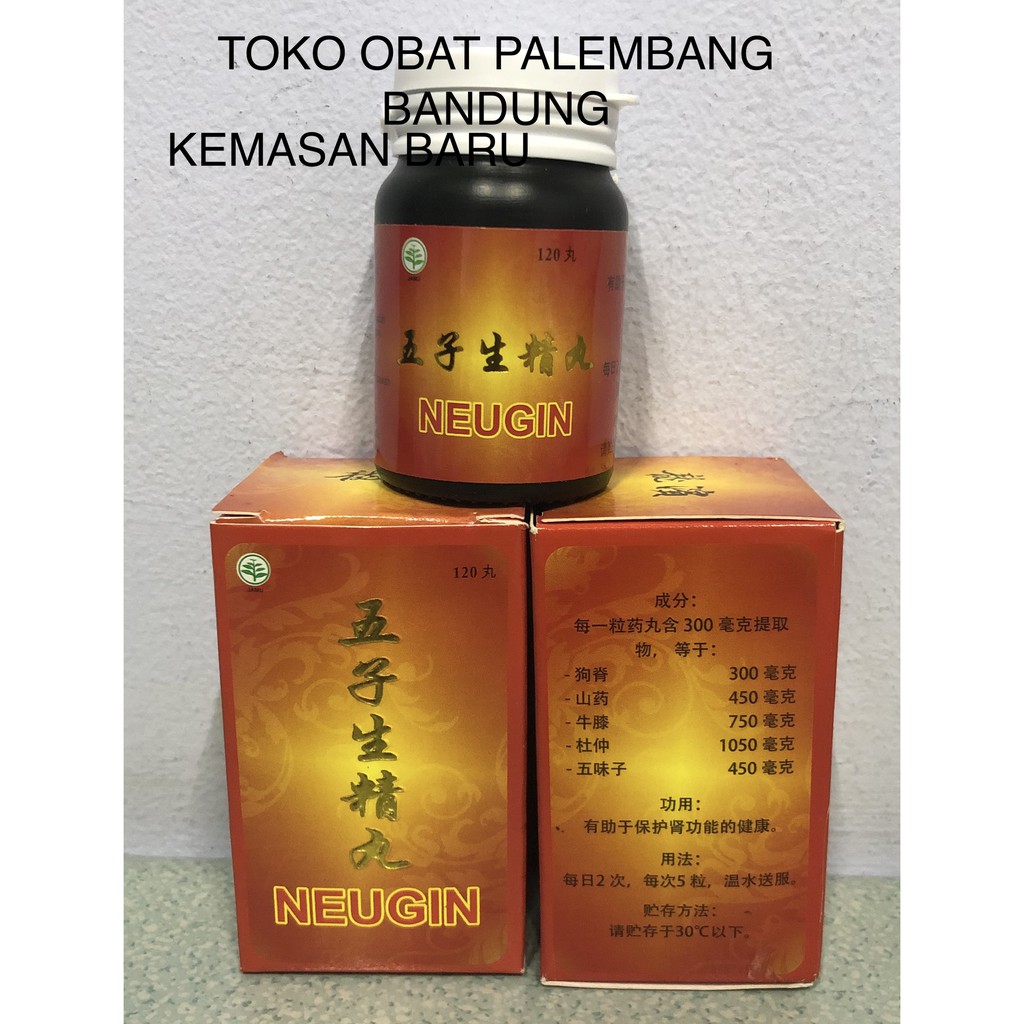 TOKO OBAT PALEMBANG
BANDUNG
KEMASAN BARU
120 丸
五子生精丸
NEUGIN
120 丸
五子生精丸
NEUGIN
成分：
每一粒药丸含 300 毫克提取
物， 等于：
- 狗脊 300 毫克
- 山药 450 毫克
- 牛膝 750 毫克
- 杜仲 1050 毫克
- 五味子 450 毫克
功用：
有助于保护肾功能的健康。
用法：
每日2 次，每次5 粒，温水送服。
贮存方法：
请贮存于30℃以下。